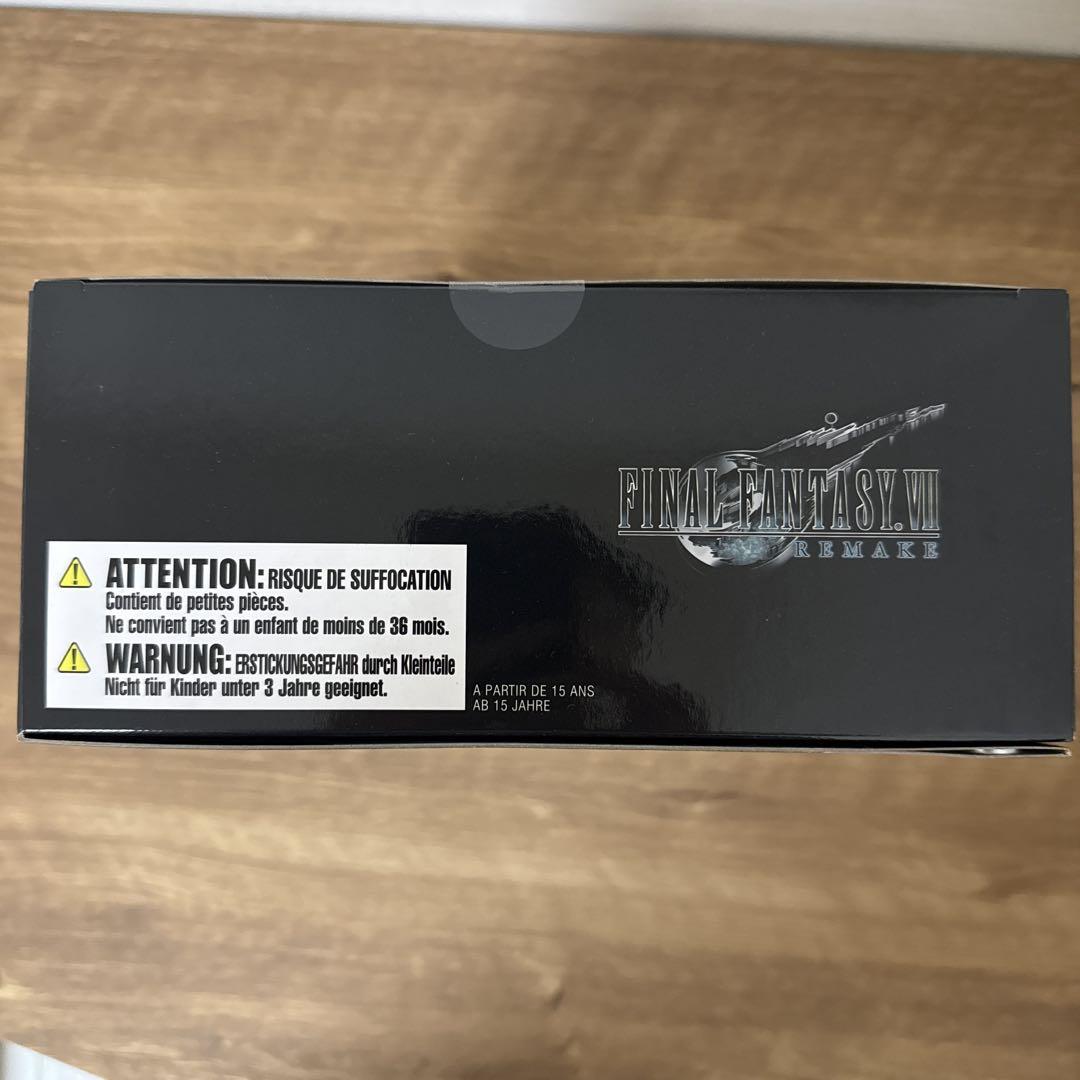 FINAL FANTASY. VII
REMAKE
ATTENTION: RISQUE DE SUFFOCATION
Contient de petites pièces.
Ne convient pas à un enfant de moins de 36 mois.
WARNUNG: ERSTICKUNGSGEFAHR durch Kleinteile
Nicht für Kinder unter 3 Jahre geeignet.
A PARTIR DE 15 ANS
AB 15 JAHRE